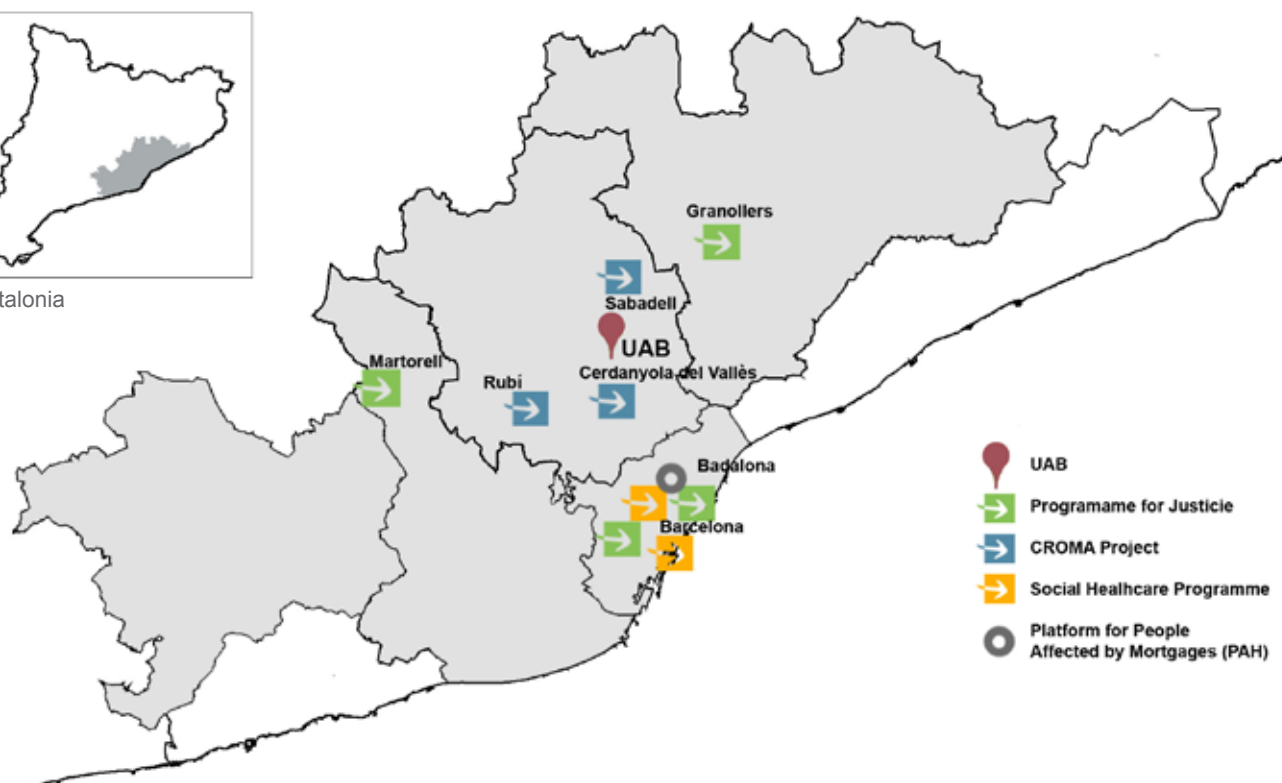 talonia
Granollers
Sabadell
UAB
Martorell
Cerdanyola del Vallès
Rubí
Badalona
Barcelona
UAB
Programame for Justicie
CROMA Project
Social Healhcare Programme
Platform for People
Affected by Mortgages (PAH)